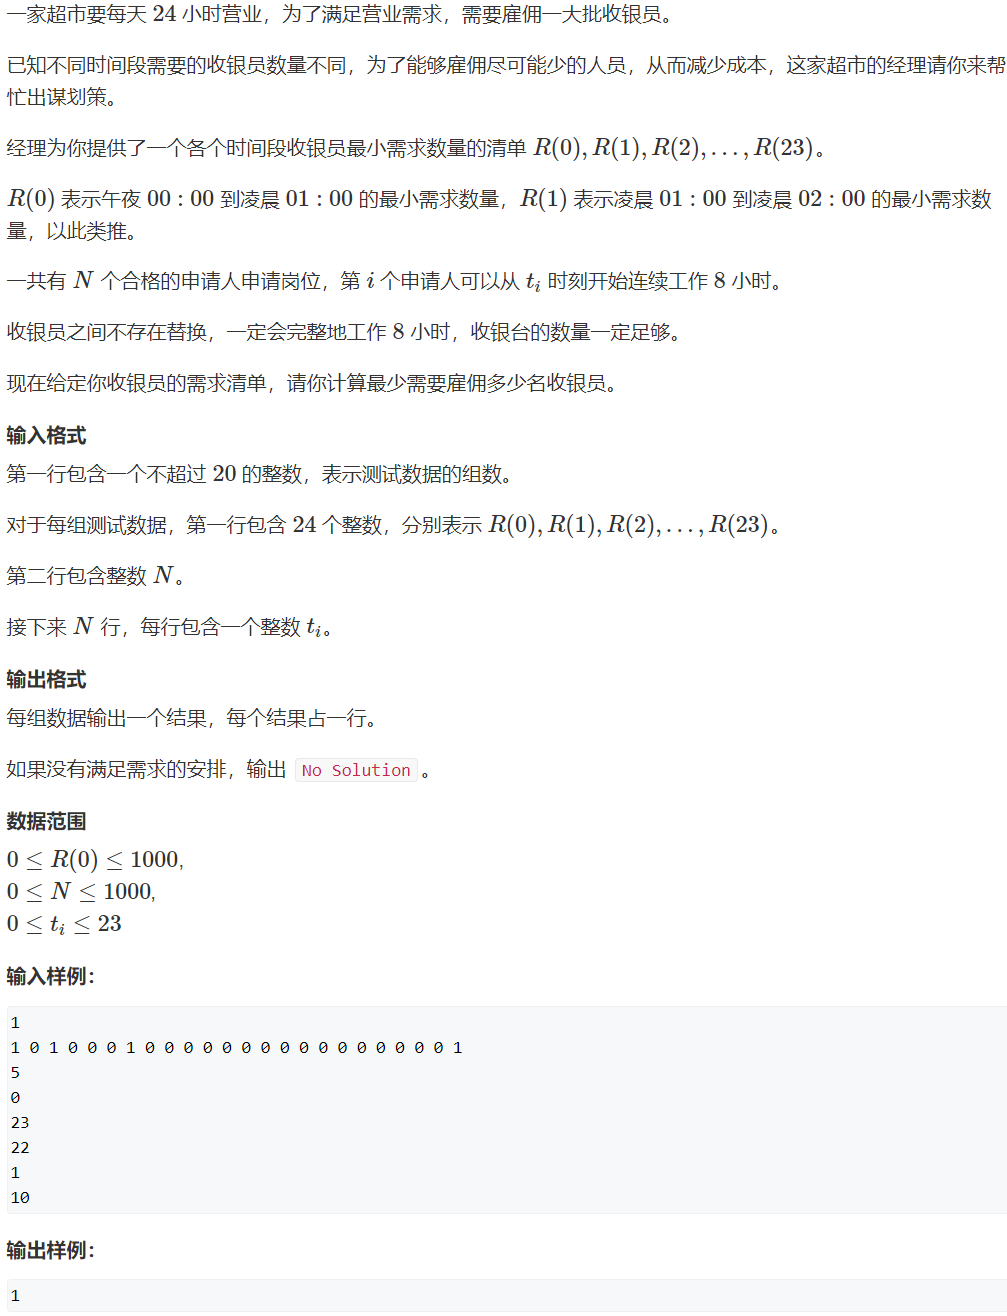 一家超市要每天 24 小时营业，为了满足营业需求，需要雇佣一大批收银员。
已知不同时间段需要的收银员数量不同，为了能够雇佣尽可能少的人员，从而减少成本，这家超市的经理请你来帮
忙出谋划策。
经理为你提供了一个各个时间段收银员最小需求数量的清单 R(0), R(1), R(2), . . . , R(23)。
R(0) 表示午夜 00 : 00 到凌晨 01 : 00 的最小需求数量，R(1) 表示凌晨 01 : 00 到凌晨 02 : 00 的最小需求数
量，以此类推。
一共有 N 个合格的申请人申请岗位，第 i 个申请人可以从 tᵢ 时刻开始连续工作 8 小时。
收银员之间不存在替换，一定会完整地工作 8 小时，收银台的数量一定足够。
现在给定你收银员的需求清单，请你计算最少需要雇佣多少名收银员。
输入格式
第一行包含一个不超过 20 的整数，表示测试数据的组数。
对于每组测试数据，第一行包含 24 个整数，分别表示 R(0), R(1), R(2), . . . , R(23)。
第二行包含整数 N。
接下来 N 行，每行包含一个整数 tᵢ。
输出格式
每组数据输出一个结果，每个结果占一行。
如果没有满足需求的安排，输出 No Solution 。
数据范围
0 ≤ R(0) ≤ 1000,
0 ≤ N ≤ 1000,
0 ≤ tᵢ ≤ 23
输入样例：
1
1 0 1 0 0 0 1 0 0 0 0 0 0 0 0 0 0 0 0 0 0 0 0 1
5
0
23
22
1
10
输出样例：
1